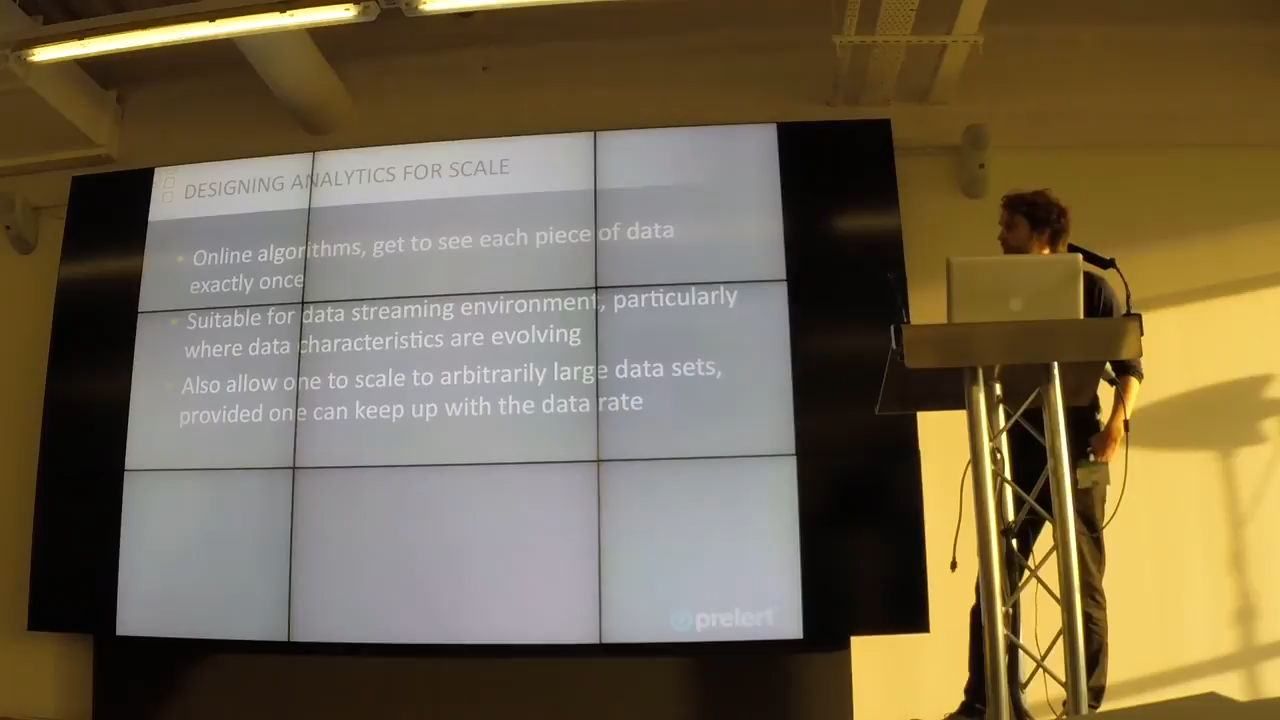 DESIGNING ANALYTICS FOR SCALE
Online algorithms, get to see each piece of data
exactly once
Suitable for data streaming environment, particularly
where data characteristics are evolving
Also allow one to scale to arbitrarily large data sets,
provided one can keep up with the data rate
prelert